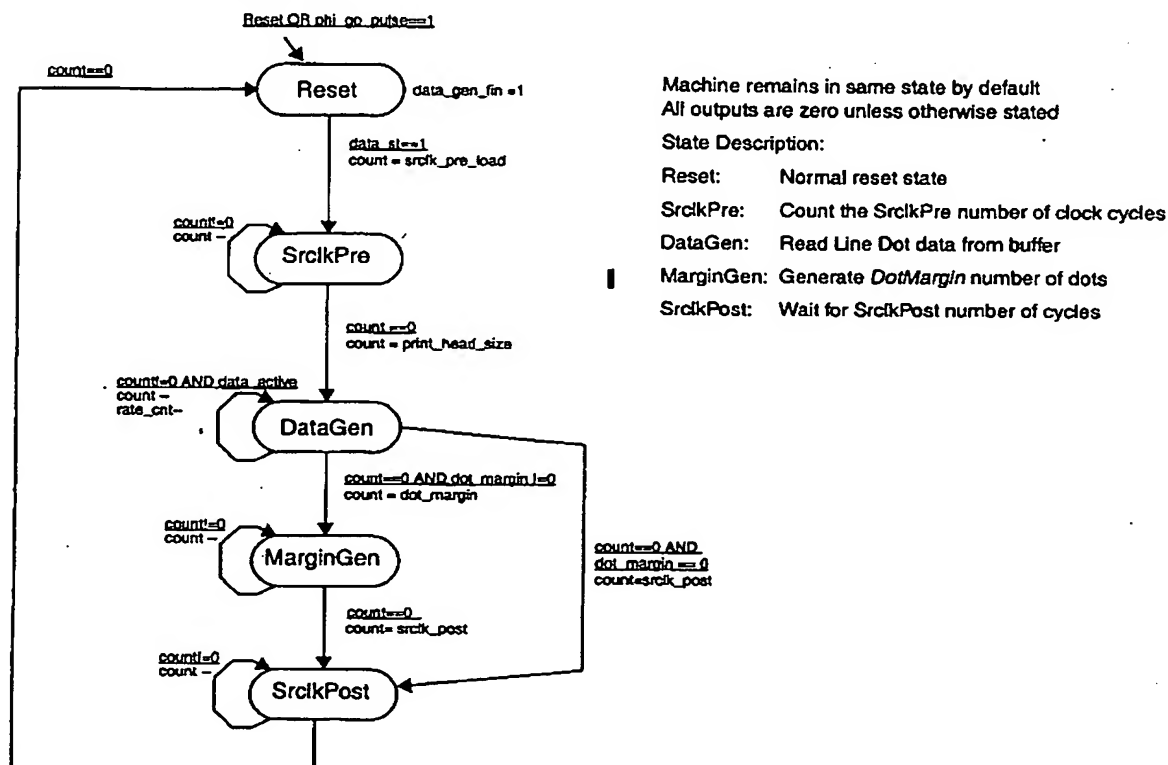 Reset OR phi_go_pulse==1
count==0
Reset
data_gen_fin =1
data_st==1
count = srclk_pre_load
count!=0
count –
SrclkPre
count ==0
count = print_head_size
count!=0 AND data_active
count –
rate_cnt–
DataGen
count==0 AND dot_margin !=0
count = dot_margin
count!=0
count –
MarginGen
count==0 AND
dot_margin == 0
count=srclk_post
count==0
count= srclk_post
count!=0
count –
SrclkPost
Machine remains in same state by default
All outputs are zero unless otherwise stated
State Description:
Reset: Normal reset state
SrclkPre: Count the SrclkPre number of clock cycles
DataGen: Read Line Dot data from buffer
MarginGen: Generate DotMargin number of dots
SrclkPost: Wait for SrclkPost number of cycles